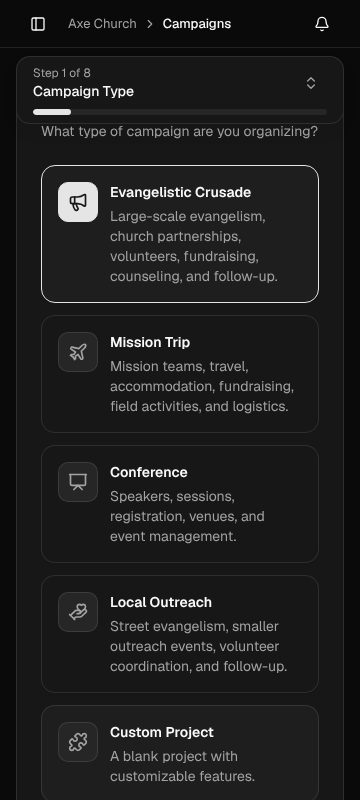 Axe Church > Campaigns
Step 1 of 8
Campaign Type
What type of campaign are you organizing?
Evangelistic Crusade
Large-scale evangelism,
church partnerships,
volunteers, fundraising,
counseling, and follow-up.
Mission Trip
Mission teams, travel,
accommodation, fundraising,
field activities, and logistics.
Conference
Speakers, sessions,
registration, venues, and
event management.
Local Outreach
Street evangelism, smaller
outreach events, volunteer
coordination, and follow-up.
Custom Project
A blank project with
customizable features.